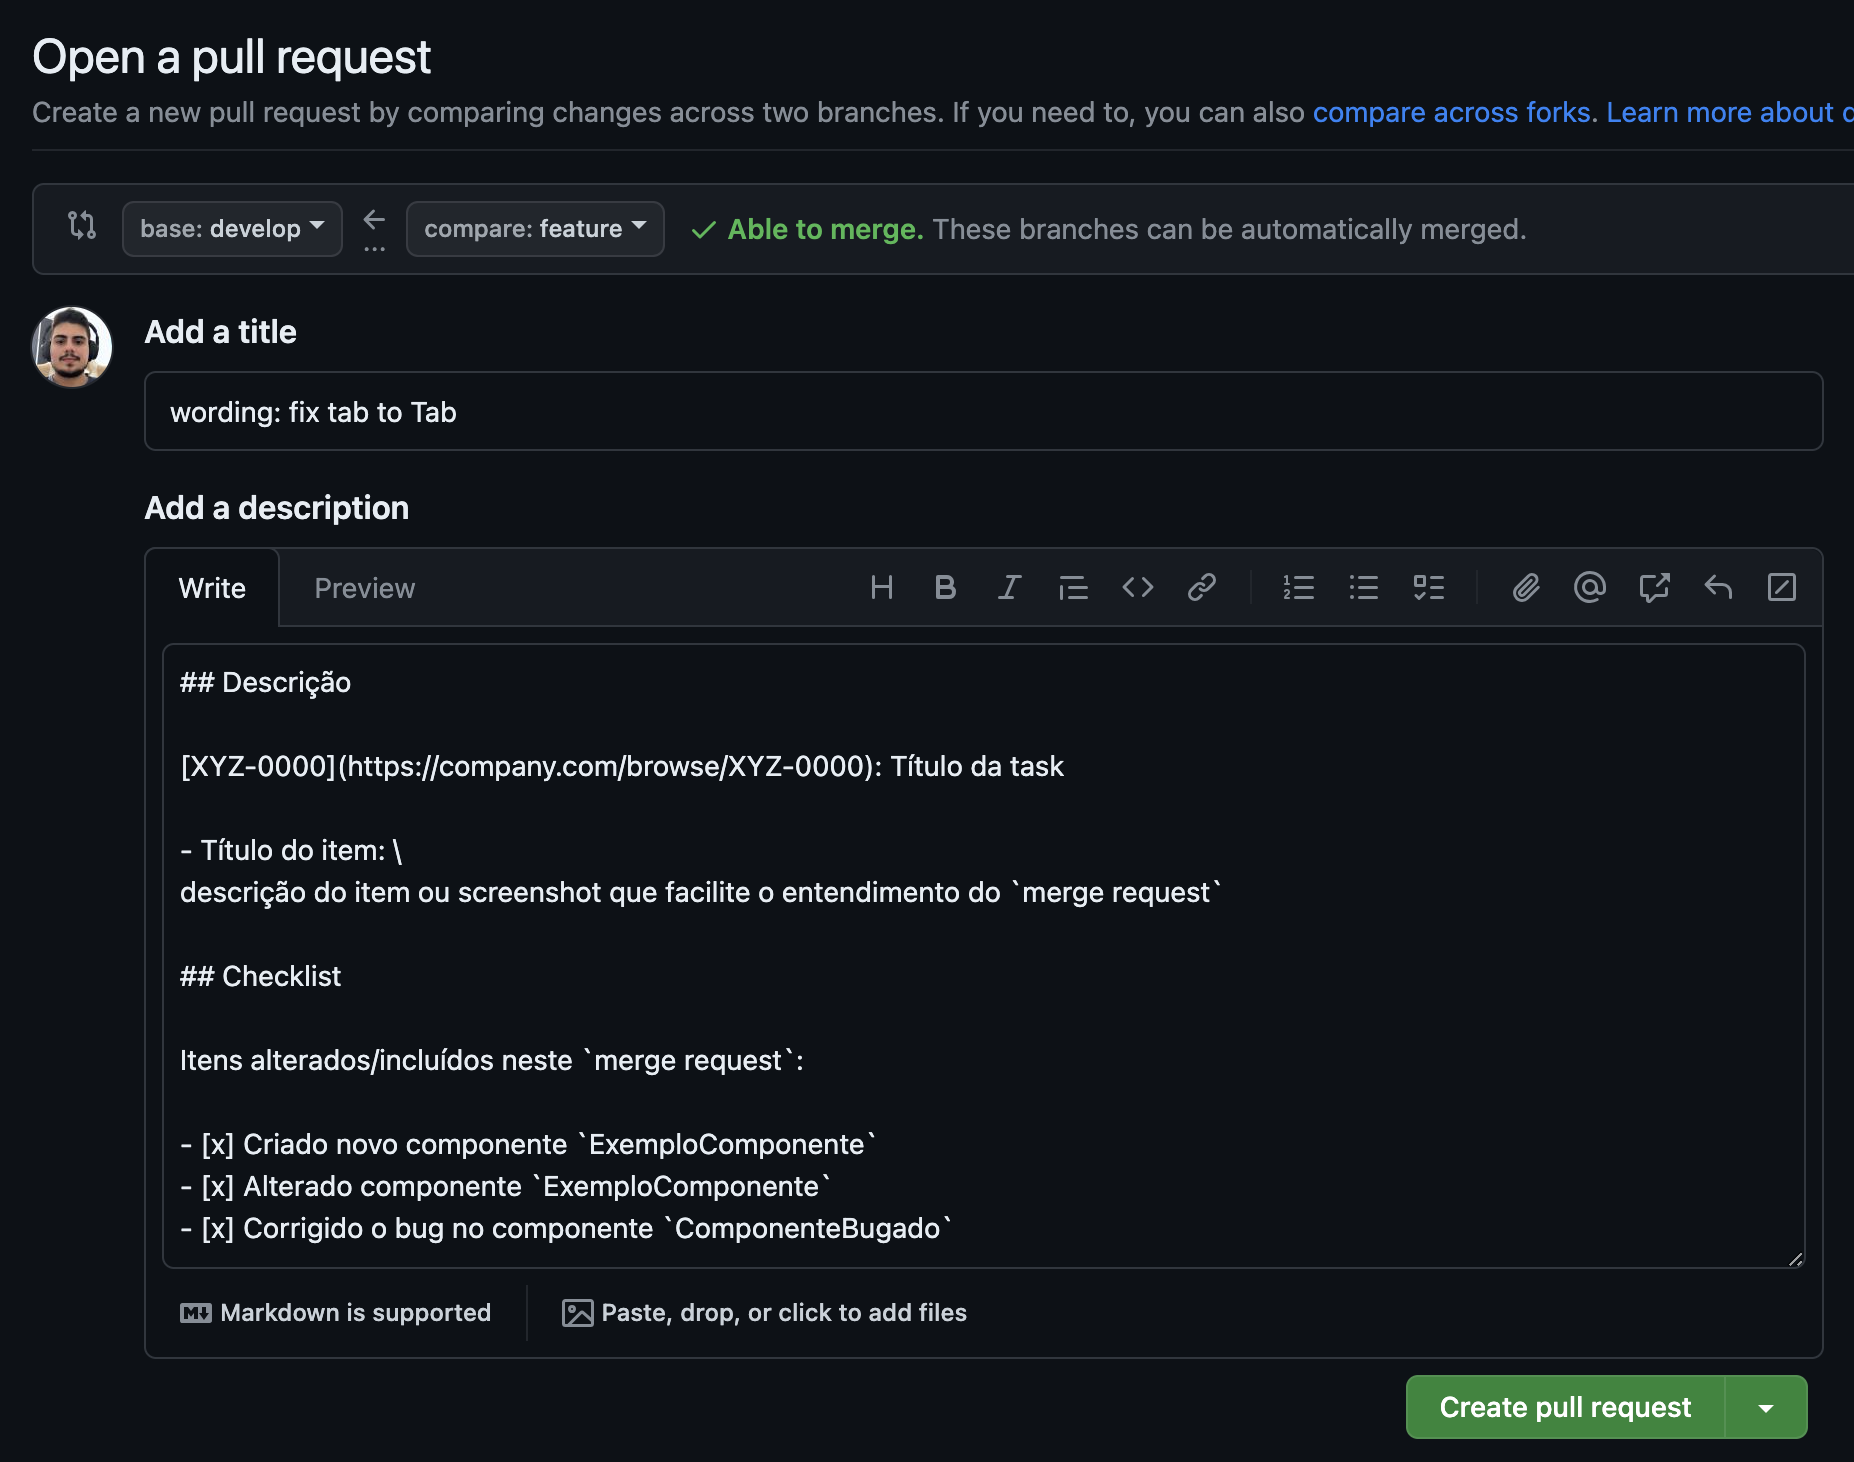 Open a pull request
Create a new pull request by comparing changes across two branches. If you need to, you can also compare across forks. Learn more about
base: develop ... compare: feature Able to merge. These branches can be automatically merged.
Add a title
wording: fix tab to Tab
Add a description
Write Preview
## Descrição
[XYZ-0000](https://company.com/browse/XYZ-0000): Título da task
- Título do item: \
descrição do item ou screenshot que facilite o entendimento do `merge request`
## Checklist
Itens alterados/incluídos neste `merge request`:
- [x] Criado novo componente `ExemploComponente`
- [x] Alterado componente `ExemploComponente`
- [x] Corrigido o bug no componente `ComponenteBugado`
Markdown is supported Paste, drop, or click to add files
Create pull request